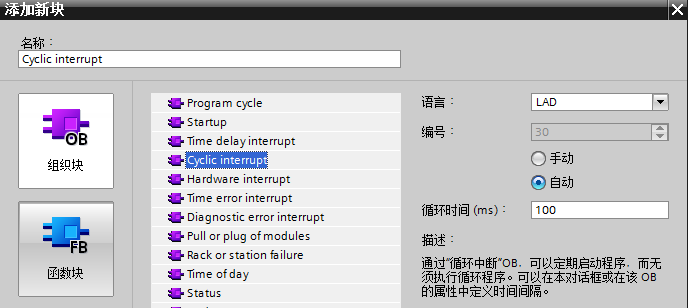 添加新块
名称：
Cyclic interrupt
OB
组织块
FB
函数块
Program cycle
Startup
Time delay interrupt
Cyclic interrupt
Hardware interrupt
Time error interrupt
Diagnostic error interrupt
Pull or plug of modules
Rack or station failure
Time of day
Status
语言：
LAD
编号：
30
手动
自动
循环时间 (ms)：
100
描述：
通过“循环中断”OB，可以定期启动程序，而无
须执行循环程序。可以在本对话框或在该 OB
的属性中定义时间间隔。